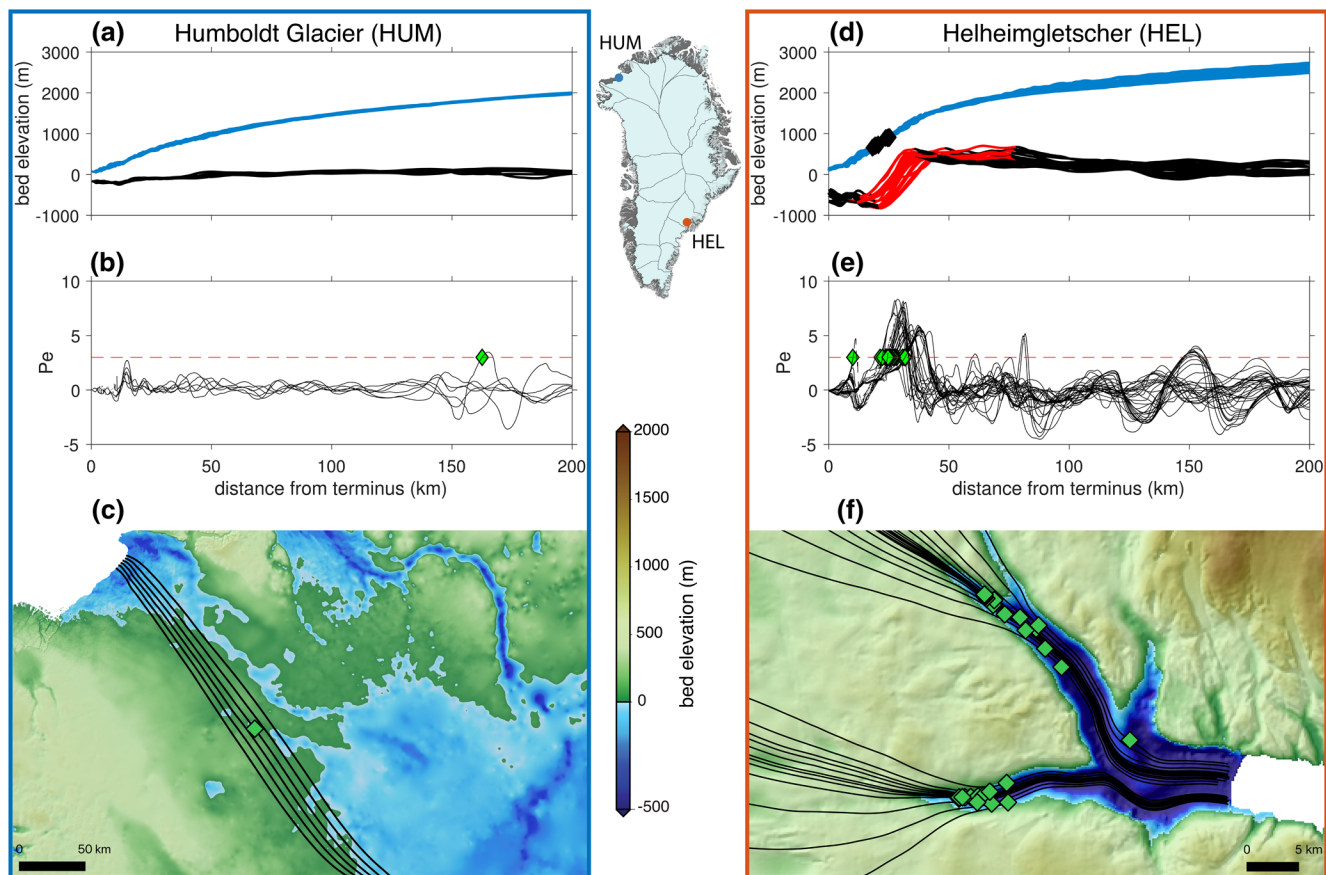 (a) Humboldt Glacier (HUM)
3000
2000
1000
0
-1000
bed elevation (m)
(b)
10
5
0
-5
Pe
0 50 100 150 200
distance from terminus (km)
(c)
0 50 km
HUM
HEL
2000
1500
1000
500
0
-500
bed elevation (m)
(d) Helheimgletscher (HEL)
3000
2000
1000
0
-1000
bed elevation (m)
(e)
10
5
0
-5
Pe
0 50 100 150 200
distance from terminus (km)
(f)
0 5 km